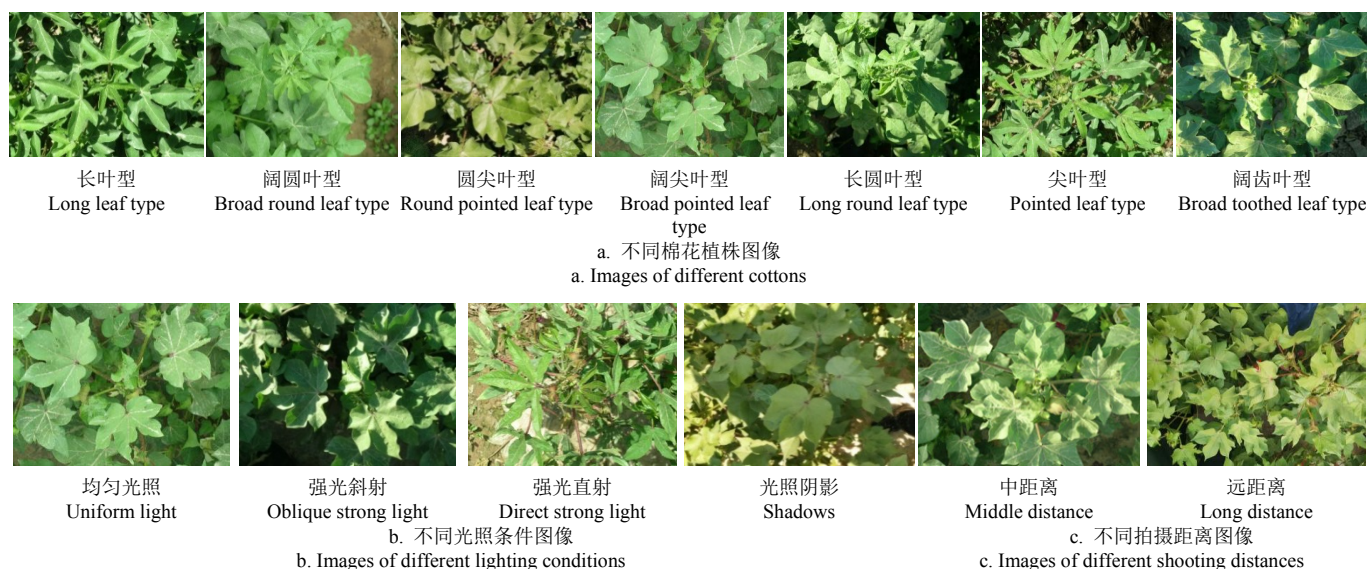 长叶型
Long leaf type
阔圆叶型
Broad round leaf type
圆尖叶型
Round pointed leaf type
阔尖叶型
Broad pointed leaf
type
长圆叶型
Long round leaf type
尖叶型
Pointed leaf type
阔齿叶型
Broad toothed leaf type
a. 不同棉花植株图像
a. Images of different cottons
均匀光照
Uniform light
强光斜射
Oblique strong light
强光直射
Direct strong light
光照阴影
Shadows
b. 不同光照条件图像
b. Images of different lighting conditions
中距离
Middle distance
远距离
Long distance
c. 不同拍摄距离图像
c. Images of different shooting distances